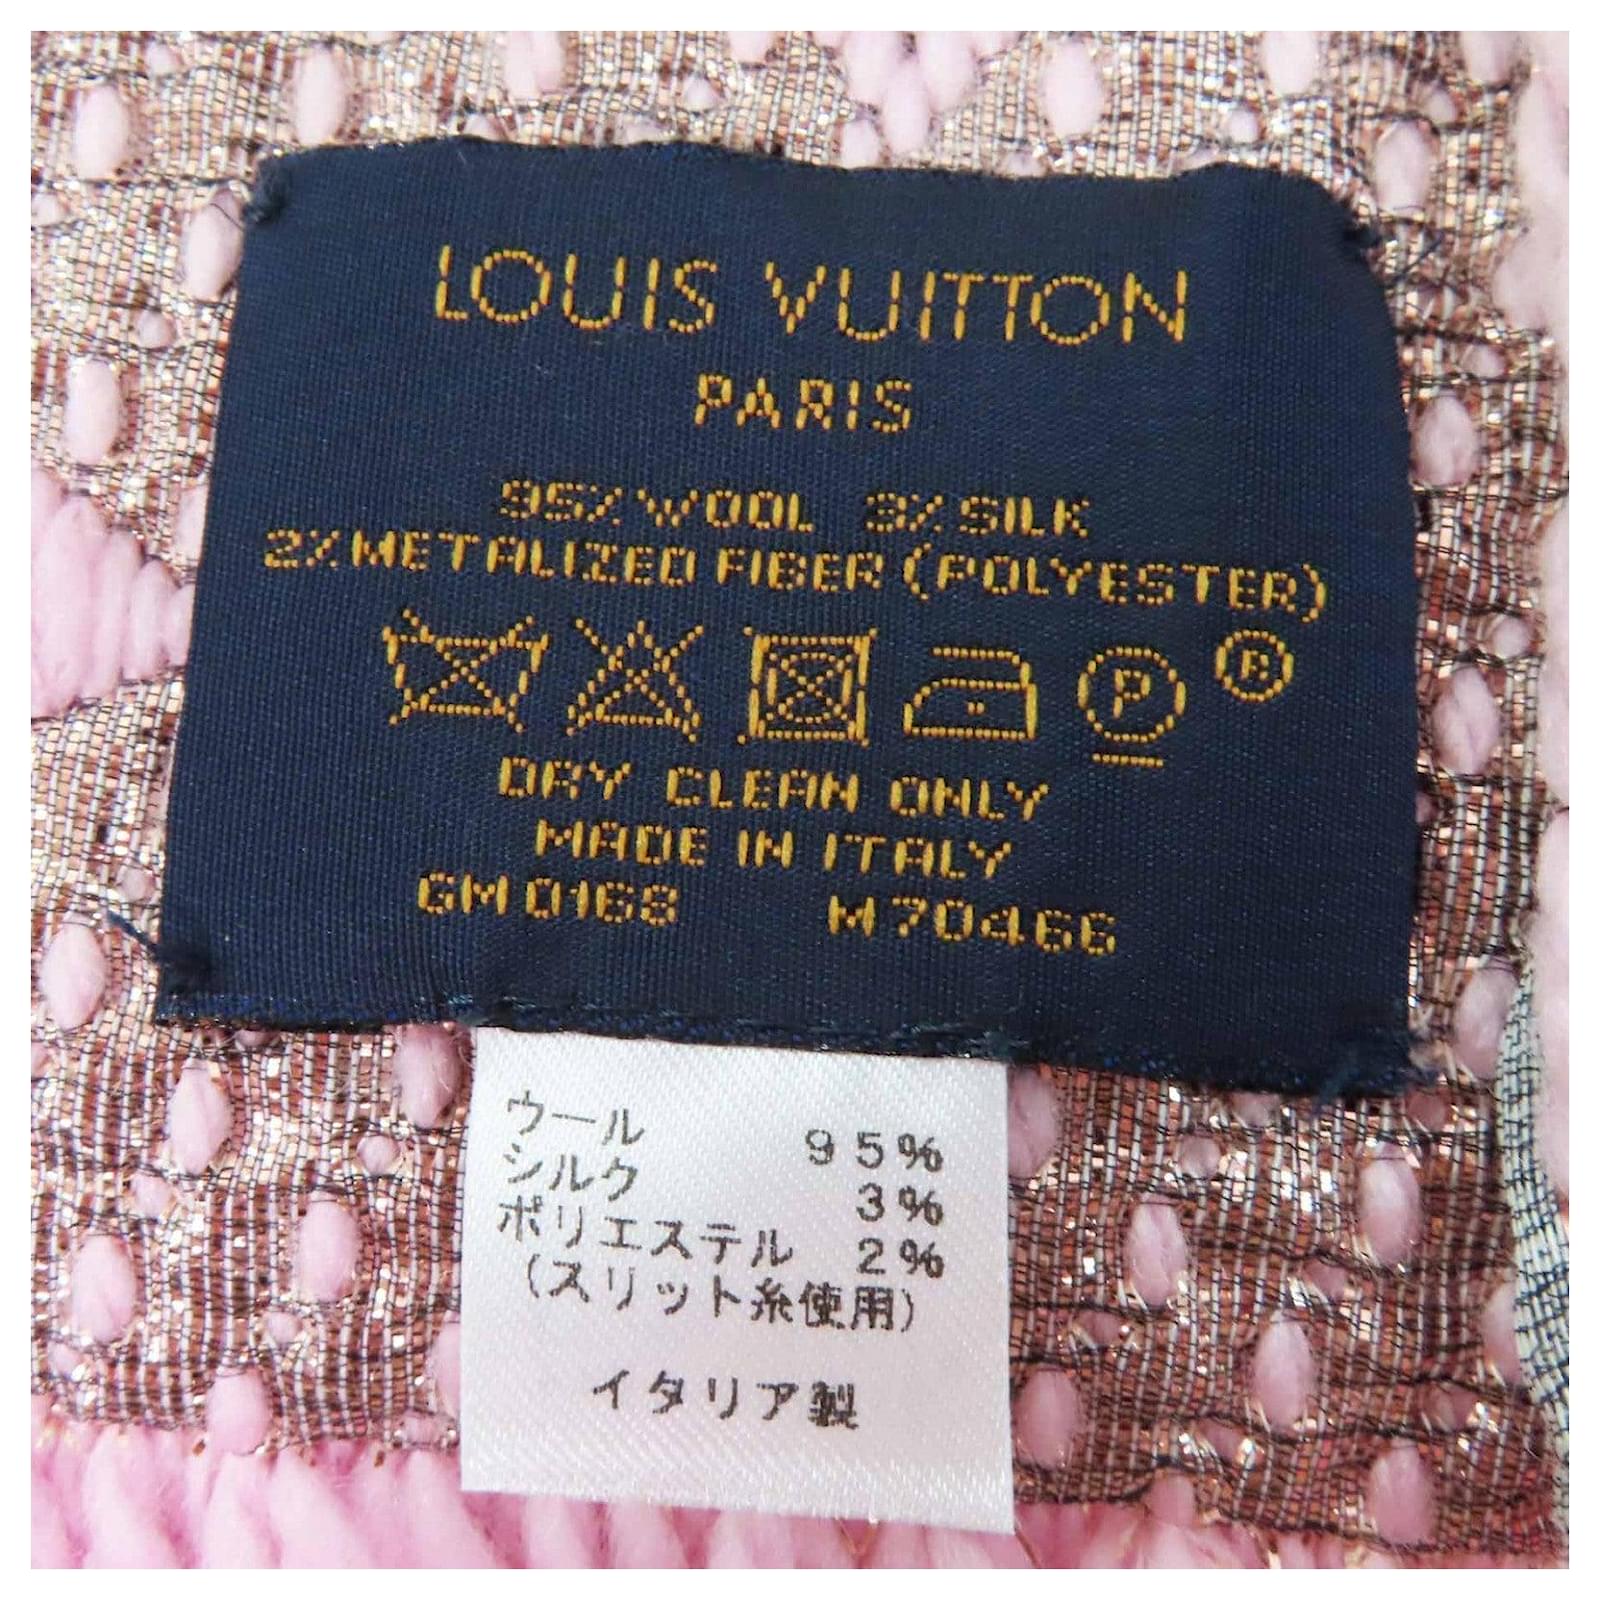 LOUIS VUITTON
PARIS
95% WOOL 3% SILK
2% METALIZED FIBER (POLYESTER)
P ®
DRY CLEAN ONLY
MADE IN ITALY
GM0168 M70466
ウール 95%
シルク 3%
ポリエステル 2%
(スリット糸使用)
イタリア製